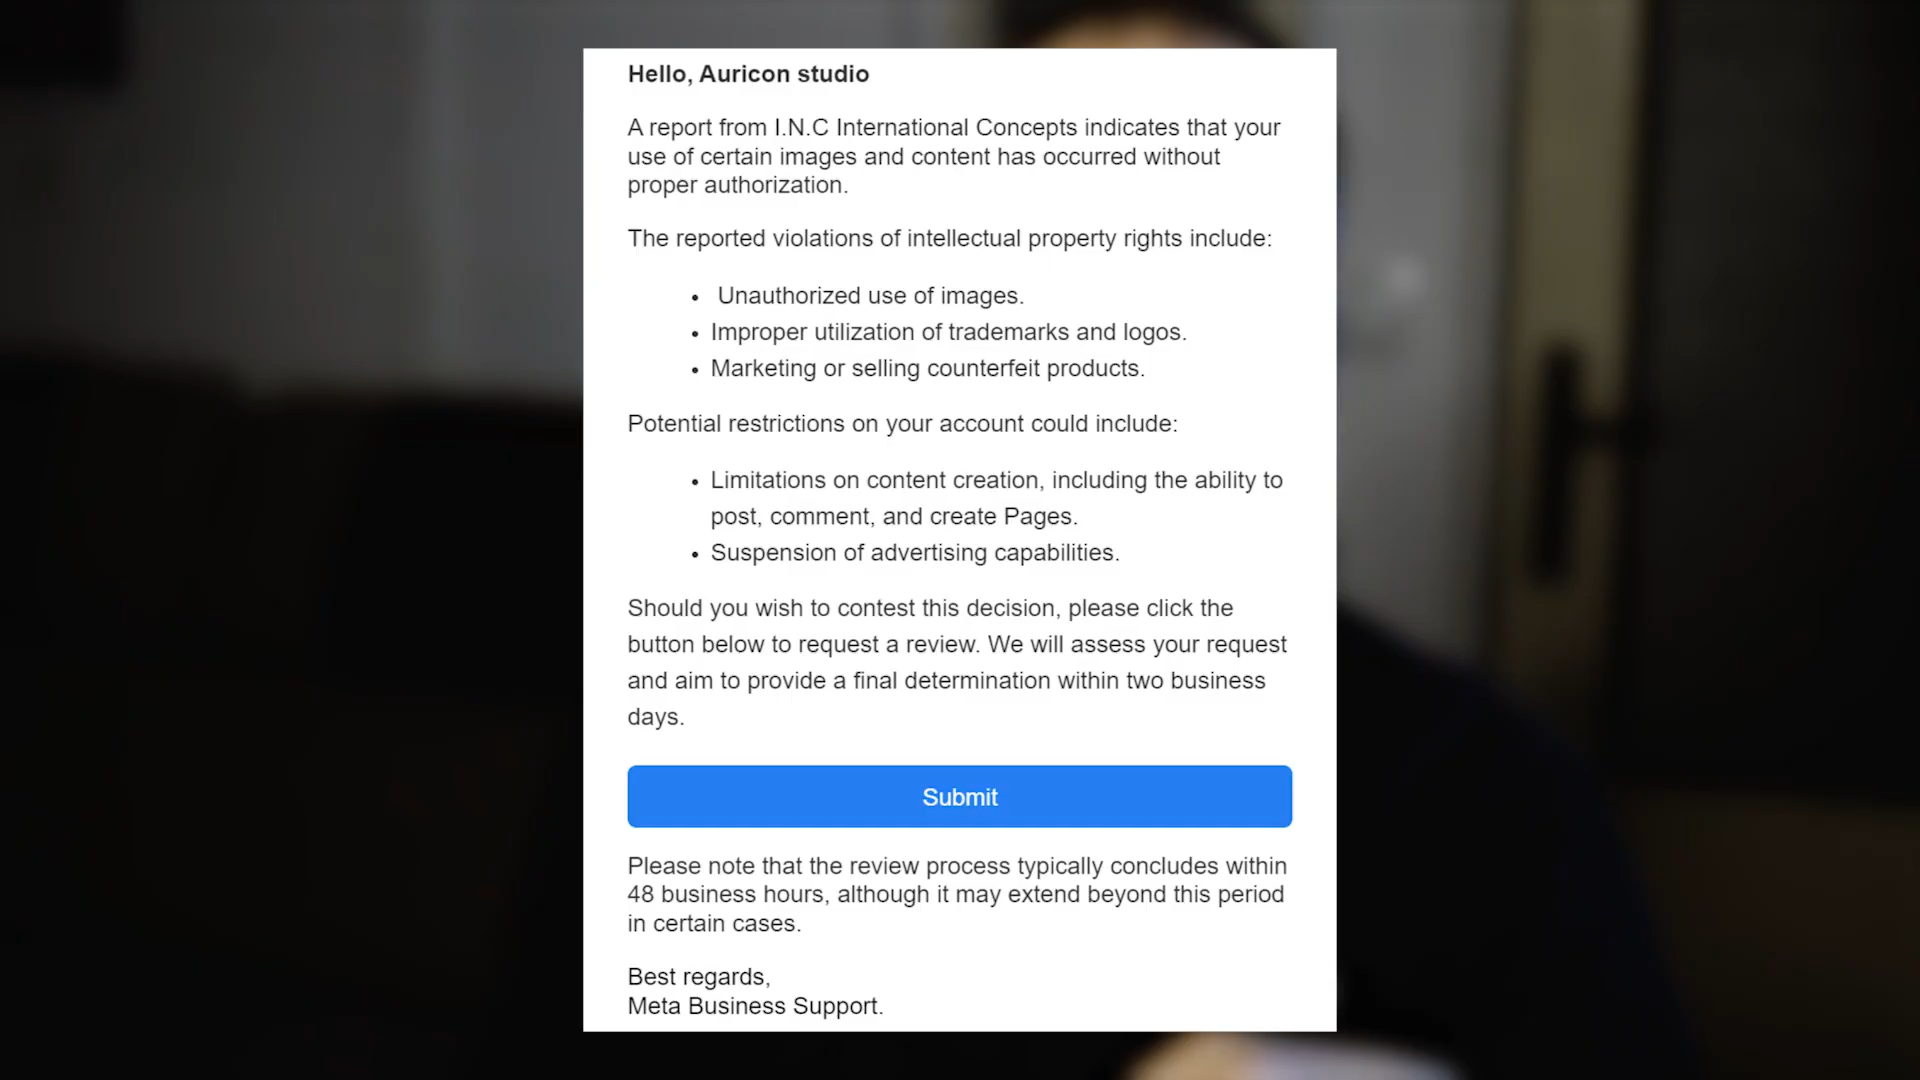 Hello, Auricon studio
A report from I.N.C International Concepts indicates that your
use of certain images and content has occurred without
proper authorization.
The reported violations of intellectual property rights include:
• Unauthorized use of images.
• Improper utilization of trademarks and logos.
• Marketing or selling counterfeit products.
Potential restrictions on your account could include:
• Limitations on content creation, including the ability to
post, comment, and create Pages.
• Suspension of advertising capabilities.
Should you wish to contest this decision, please click the
button below to request a review. We will assess your request
and aim to provide a final determination within two business
days.
Submit
Please note that the review process typically concludes within
48 business hours, although it may extend beyond this period
in certain cases.
Best regards,
Meta Business Support.